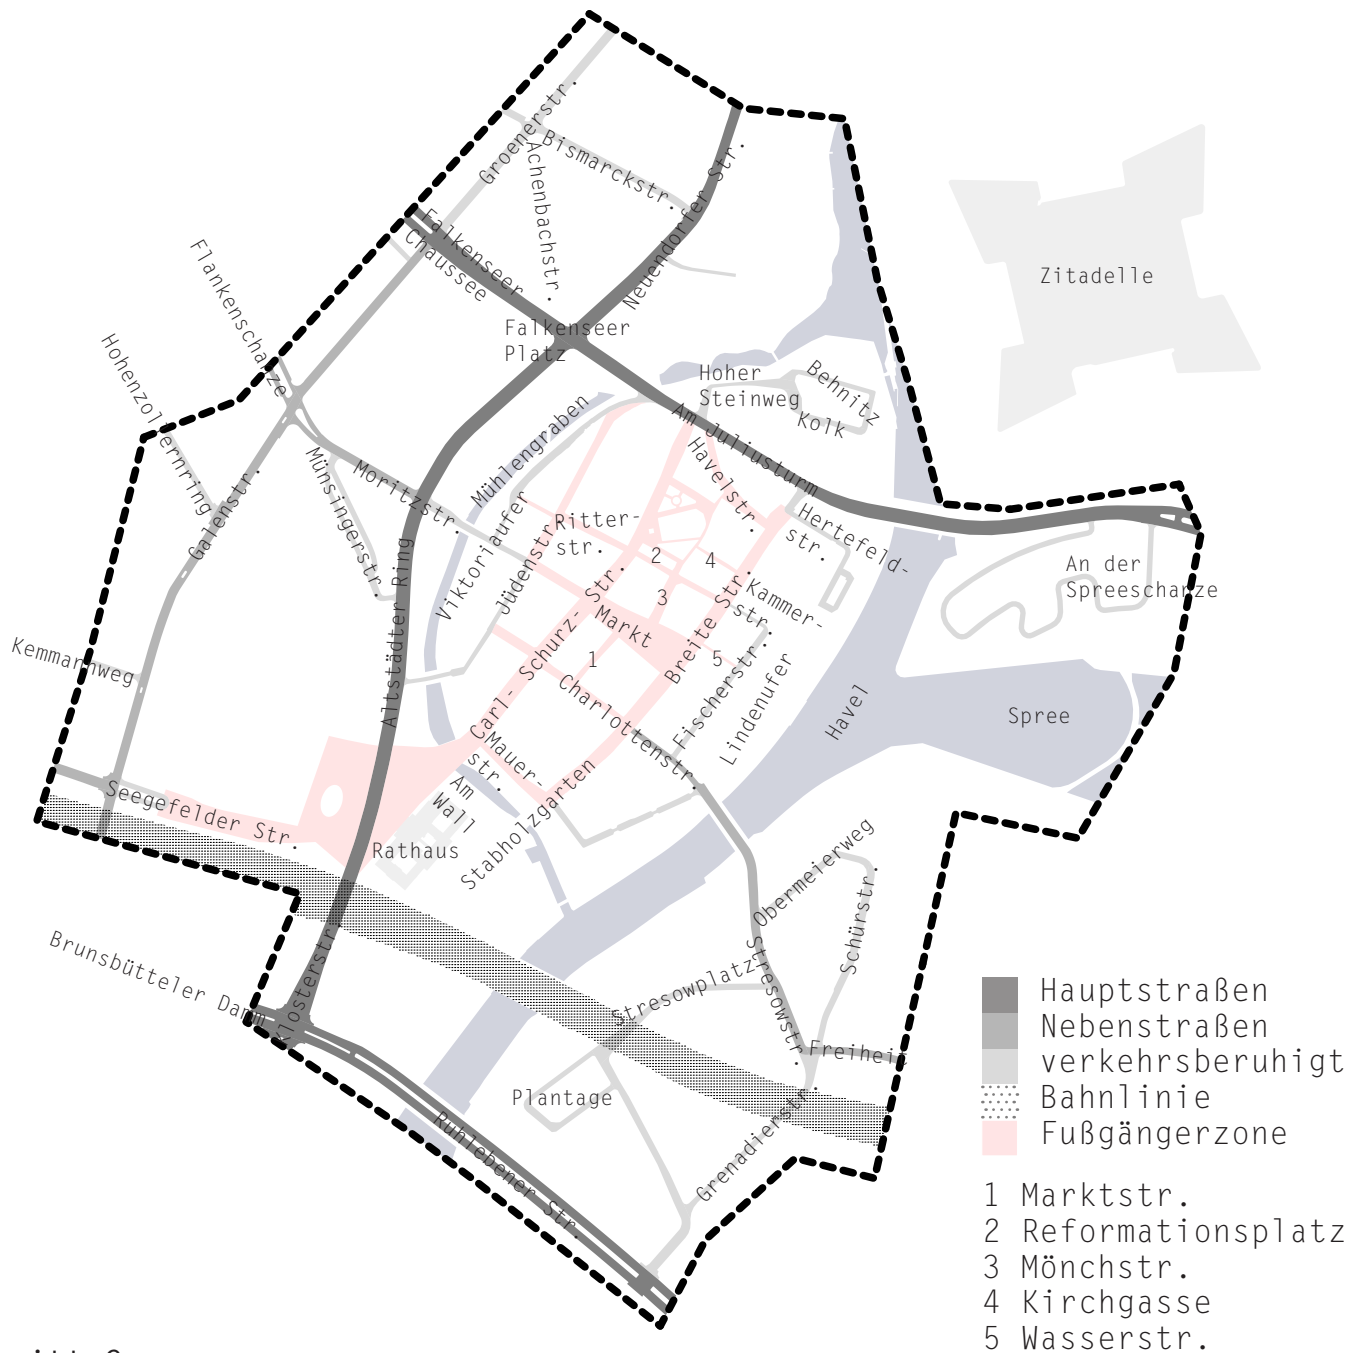 Groenerstr.
Bismarckstr.
Achenbachstr.
Neuendorfer Str.
Falkenseer
Chaussee
Flankenschanze
Zitadelle
Falkenseer
Platz
Hohenzollernring
Hoher
Steinweg
Behnitz
Kolk
Am Juliusturm
Mühlengraben
Havelstr.
Münsingerstr.
Moritzstr.
Galenstr.
Viktoriaufer
Jüdenstr.
Ritter-
str.
2
4
3
Hertefeld-
str.
An der
Spreeschanze
Kammer-
str.
Altstädter Ring
Carl-Schurz-Str.
Markt
Breite Str.
1
5
Kemmannweg
Charlottenstr.
Fischerstr.
Lindenufer
Havel
Spree
Mauer-
str.
Am
Wall
Stabholzgarten
Seegefelder Str.
Rathaus
Obermeierweg
Schürstr.
Brunsbütteler Damm
Klosterstr.
Stresowplatz
Stresowstr.
Freiheit
Plantage
Ruhlebener Str.
Grenadierstr.
Hauptstraßen
Nebenstraßen
verkehrsberuhigt
Bahnlinie
Fußgängerzone
1 Marktstr.
2 Reformationsplatz
3 Mönchstr.
4 Kirchgasse
5 Wasserstr.